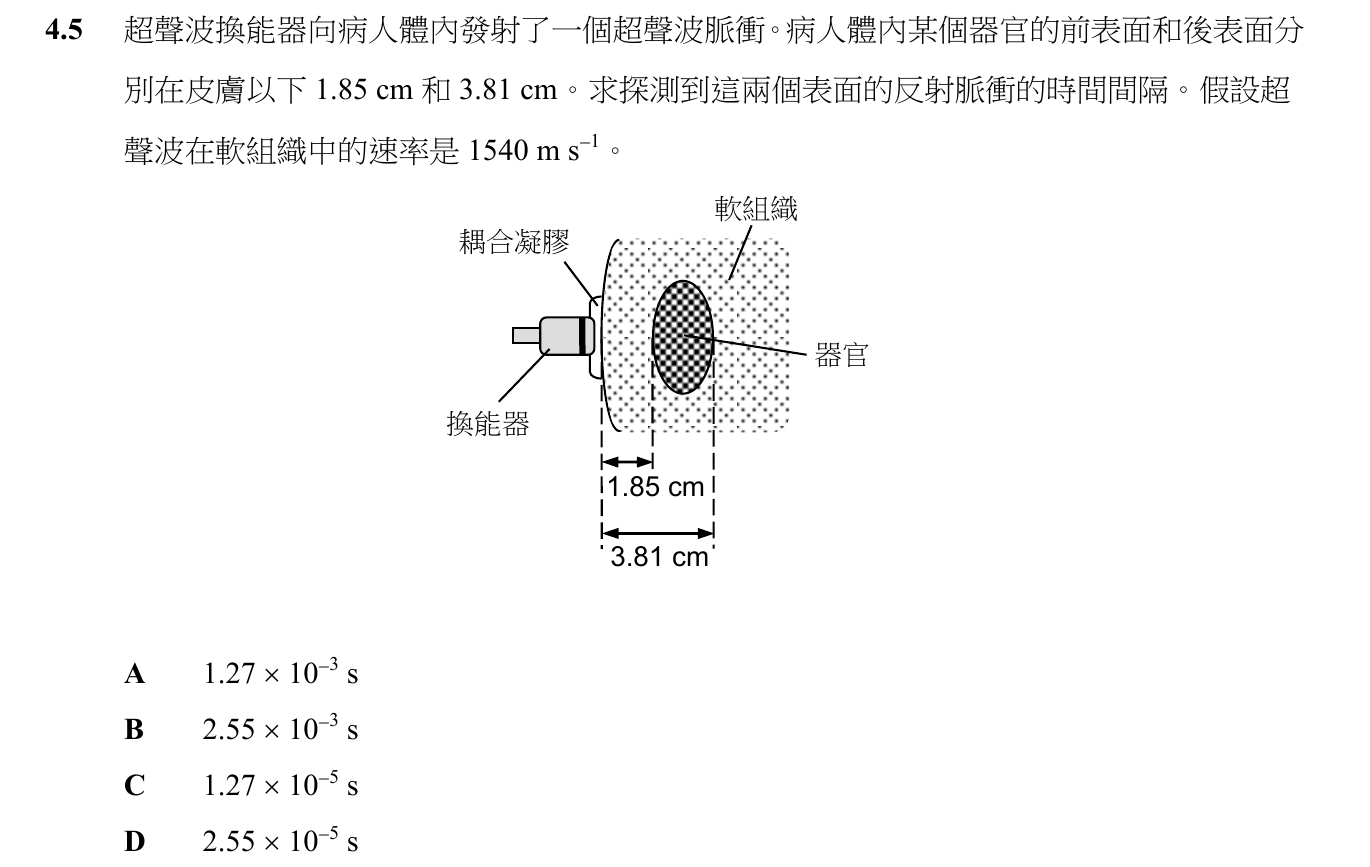 4.5 超聲波換能器向病人體內發射了一個超聲波脈衝。病人體內某個器官的前表面和後表面分
別在皮膚以下 1.85 cm 和 3.81 cm。求探測到這兩個表面的反射脈衝的時間間隔。假設超
聲波在軟組織中的速率是 1540 m s⁻¹。
軟組織
耦合凝膠
器官
換能器
1.85 cm
3.81 cm
A 1.27 × 10⁻³ s
B 2.55 × 10⁻³ s
C 1.27 × 10⁻⁵ s
D 2.55 × 10⁻⁵ s